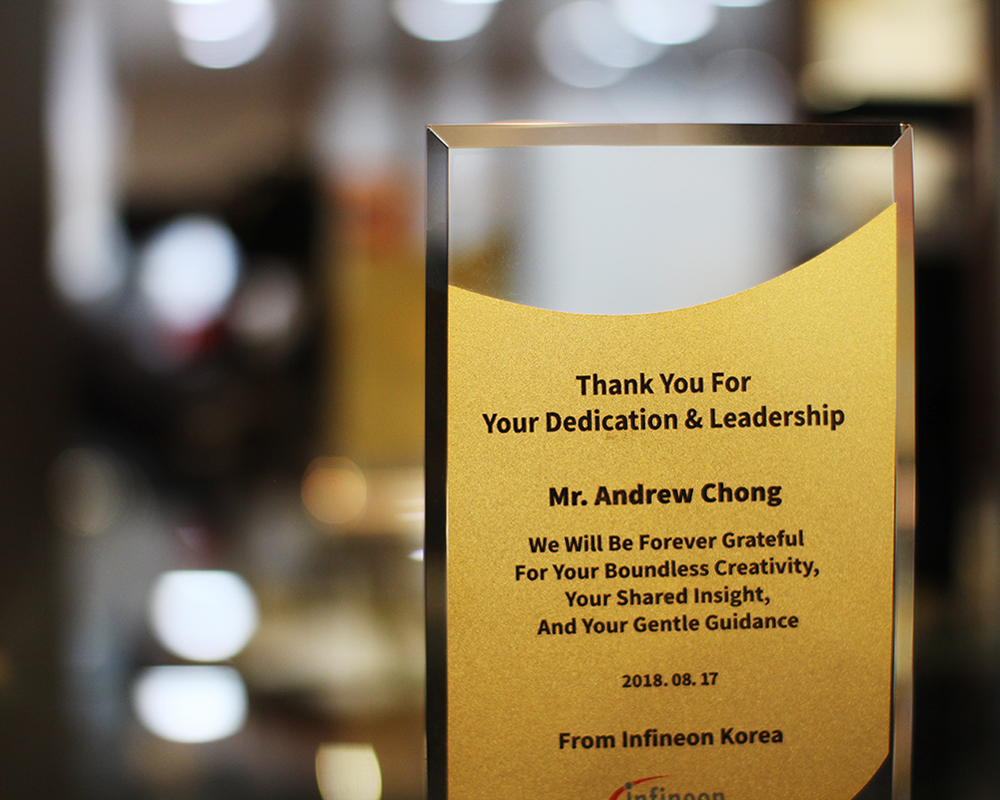 Thank You For
Your Dedication & Leadership
Mr. Andrew Chong
We Will Be Forever Grateful
For Your Boundless Creativity,
Your Shared Insight,
And Your Gentle Guidance
2018. 08. 17
From Infineon Korea
infineon